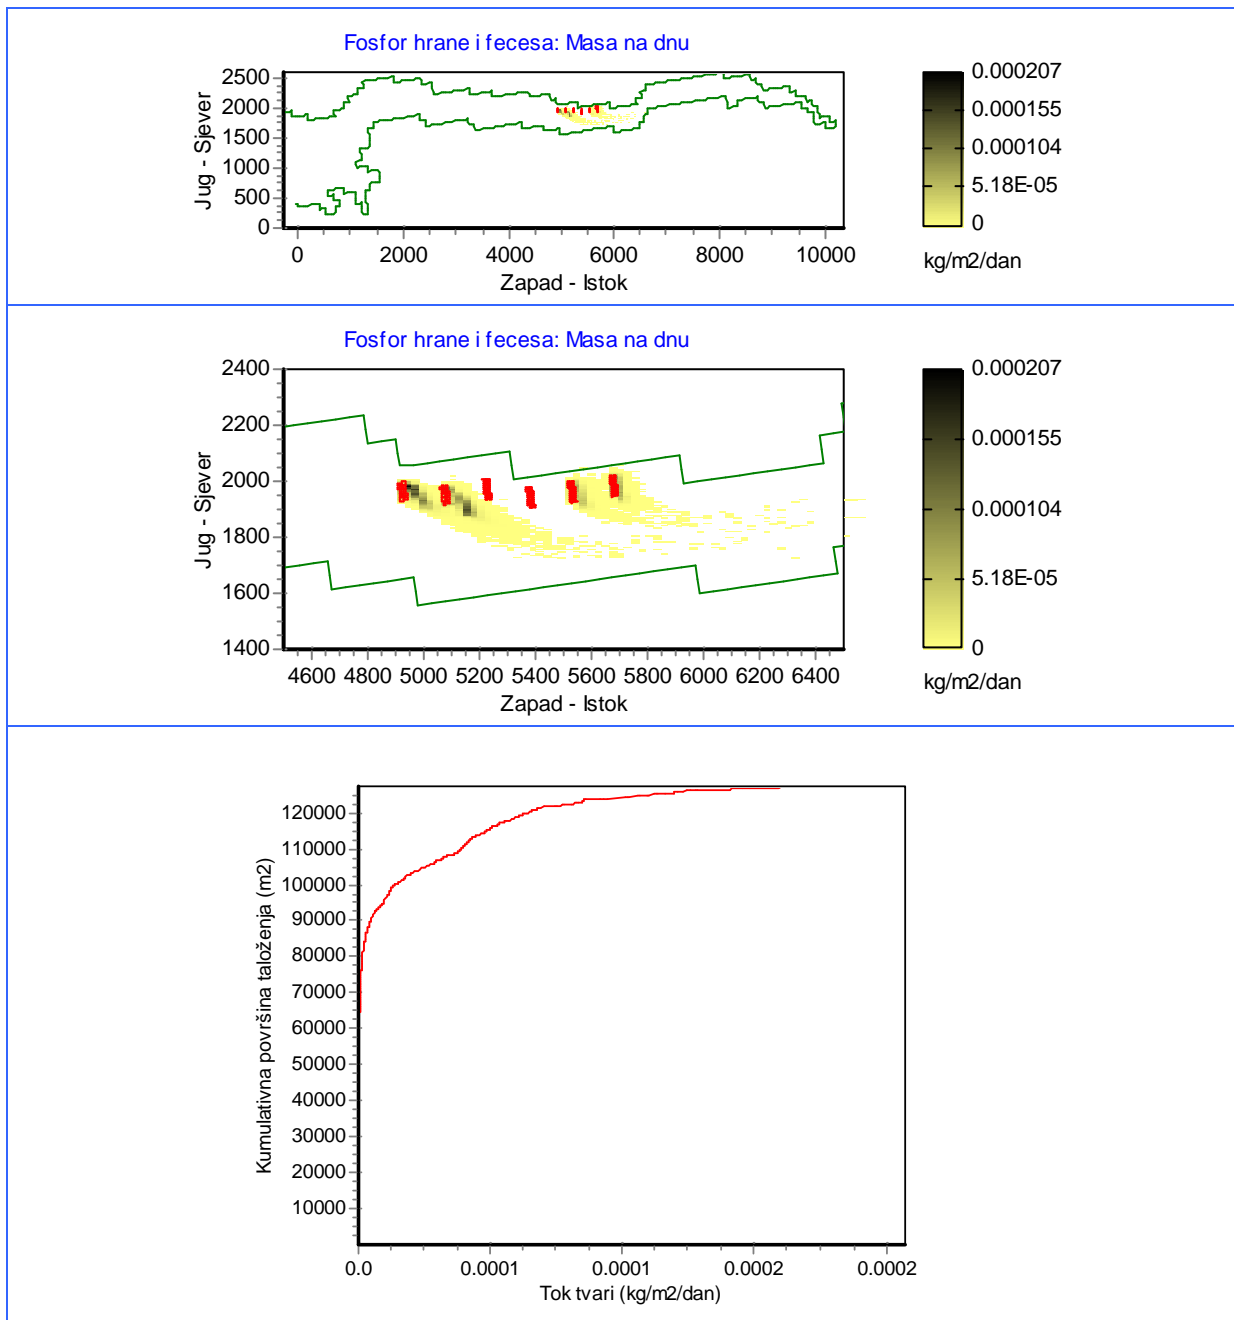 Fosfor hrane i fecesa: Masa na dnu
2500
2000
1500
1000
500
0
Jug - Sjever
0 2000 4000 6000 8000 10000
Zapad - Istok
0.000207
0.000155
0.000104
5.18E-05
0
kg/m2/dan
Fosfor hrane i fecesa: Masa na dnu
2400
2200
2000
1800
1600
1400
Jug - Sjever
4600 4800 5000 5200 5400 5600 5800 6000 6200 6400
Zapad - Istok
0.000207
0.000155
0.000104
5.18E-05
0
kg/m2/dan
120000
110000
100000
90000
80000
70000
60000
50000
40000
30000
20000
10000
Kumulativna površina taloženja (m2)
0.0 0.0001 0.0001 0.0002 0.0002
Tok tvari (kg/m2/dan)